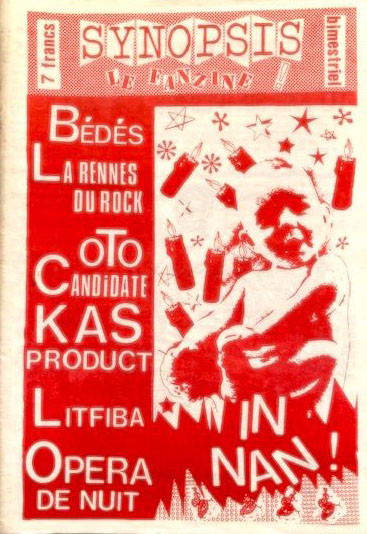 7 francs
SYNOPSIS
bimestriel
LE FANZINE !
BÉDÉS
LA RENNES
DU ROCK
OTO
CANDiDATE
KAS
PRODUCT
LITFIBA
OPERA
DE NUIT
IN
NAN !